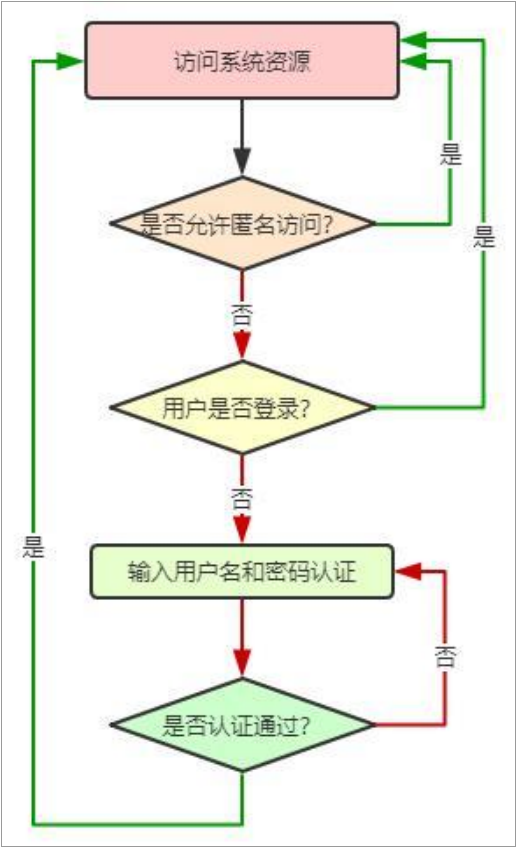 访问系统资源
是
是否允许匿名访问?
是
否
用户是否登录?
否
是
输入用户名和密码认证
否
是否认证通过?